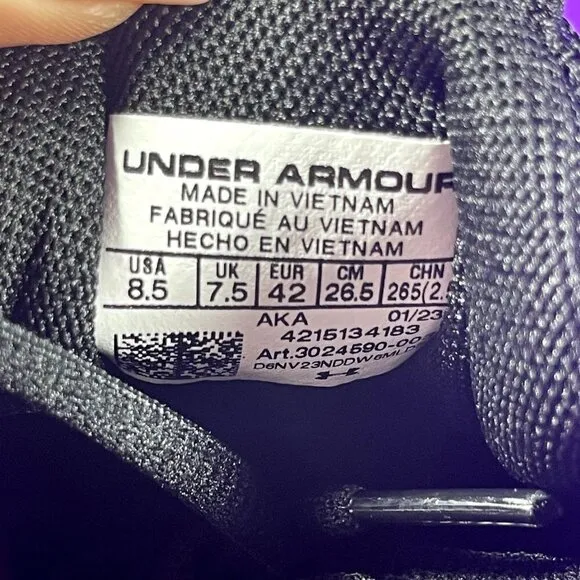 UNDER ARMOUR
MADE IN VIETNAM
FABRIQUÉ AU VIETNAM
HECHO EN VIETNAM
USA UK EUR CM CHN
8.5 7.5 42 26.5 265(2.5
AKA 01/23
4215134183
Art.3024590-00